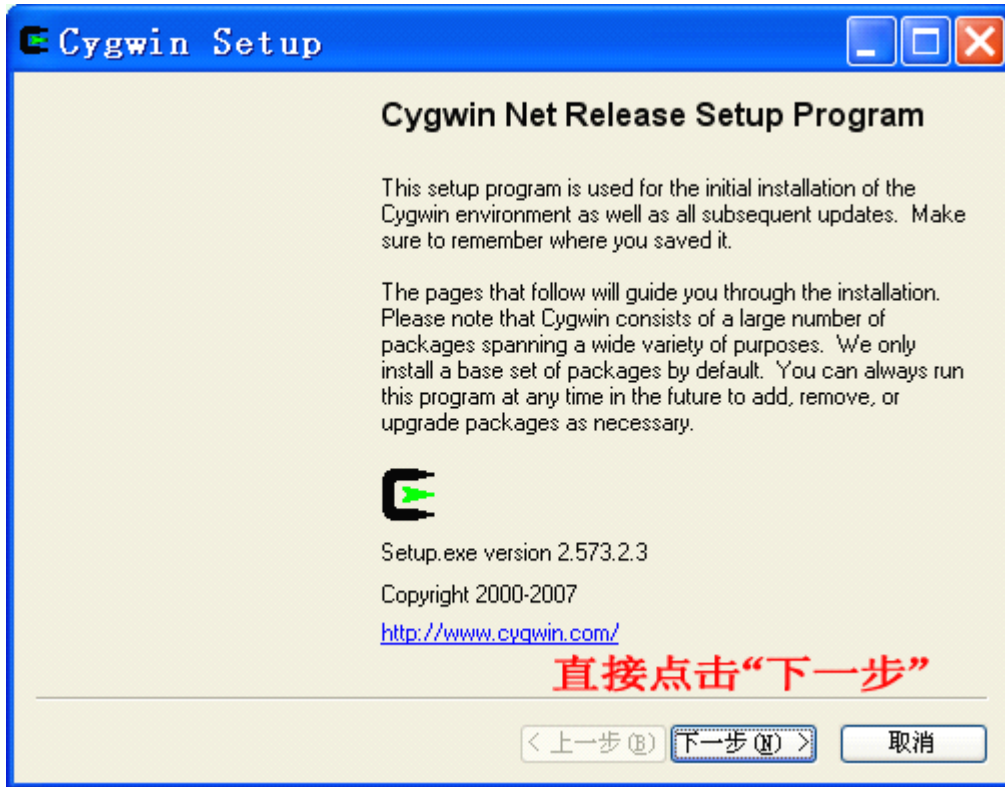 Cygwin Setup
Cygwin Net Release Setup Program
This setup program is used for the initial installation of the
Cygwin environment as well as all subsequent updates.  Make
sure to remember where you saved it.
The pages that follow will guide you through the installation.
Please note that Cygwin consists of a large number of
packages spanning a wide variety of purposes.  We only
install a base set of packages by default.  You can always run
this program at any time in the future to add, remove, or
upgrade packages as necessary.
Setup.exe version 2.573.2.3
Copyright 2000-2007
http://www.cygwin.com/
直接点击“下一步”
< 上一步(B) 下一步(N) > 取消